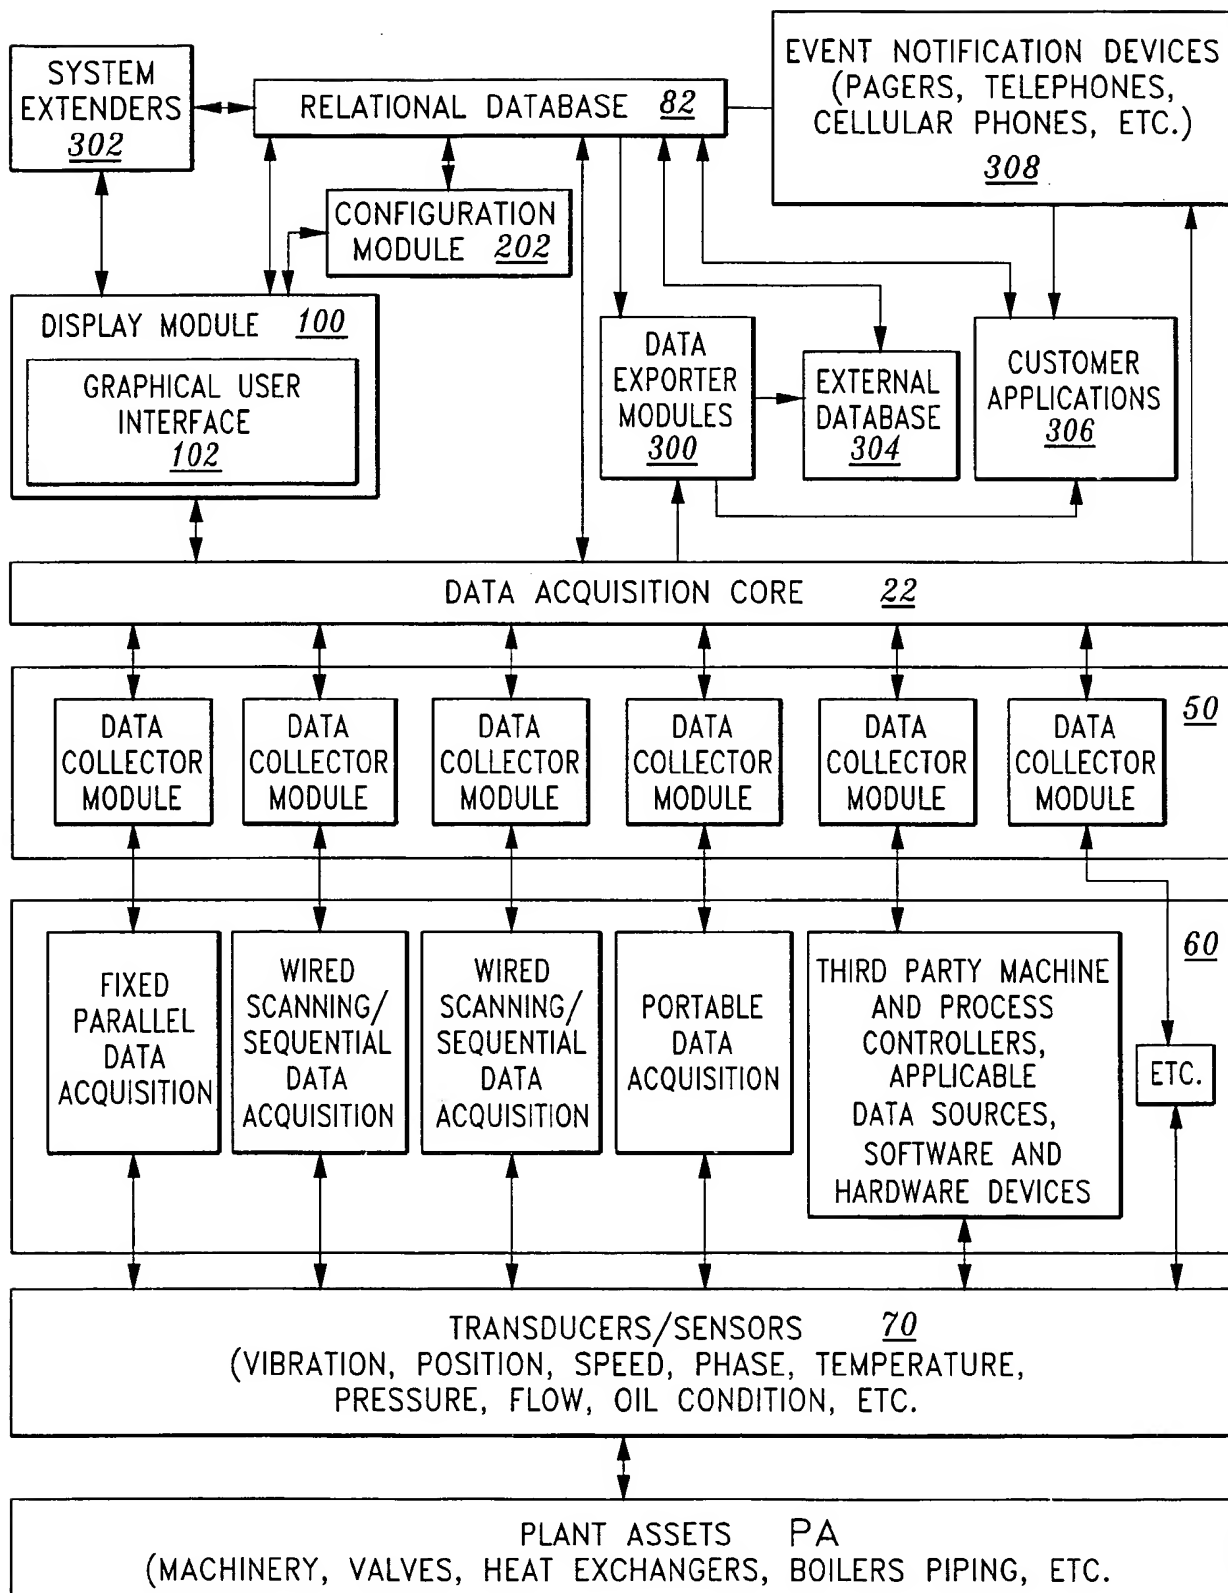 SYSTEM
EXTENDERS
302
RELATIONAL DATABASE 82
EVENT NOTIFICATION DEVICES
(PAGERS, TELEPHONES,
CELLULAR PHONES, ETC.)
308
CONFIGURATION
MODULE 202
DISPLAY MODULE 100
GRAPHICAL USER
INTERFACE
102
DATA
EXPORTER
MODULES
300
EXTERNAL
DATABASE
304
CUSTOMER
APPLICATIONS
306
DATA ACQUISITION CORE 22
50
DATA
COLLECTOR
MODULE
DATA
COLLECTOR
MODULE
DATA
COLLECTOR
MODULE
DATA
COLLECTOR
MODULE
DATA
COLLECTOR
MODULE
DATA
COLLECTOR
MODULE
60
FIXED
PARALLEL
DATA
ACQUISITION
WIRED
SCANNING/
SEQUENTIAL
DATA
ACQUISITION
WIRED
SCANNING/
SEQUENTIAL
DATA
ACQUISITION
PORTABLE
DATA
ACQUISITION
THIRD PARTY MACHINE
AND PROCESS
CONTROLLERS,
APPLICABLE
DATA SOURCES,
SOFTWARE AND
HARDWARE DEVICES
ETC.
TRANSDUCERS/SENSORS 70
(VIBRATION, POSITION, SPEED, PHASE, TEMPERATURE,
PRESSURE, FLOW, OIL CONDITION, ETC.
PLANT ASSETS PA
(MACHINERY, VALVES, HEAT EXCHANGERS, BOILERS PIPING, ETC.